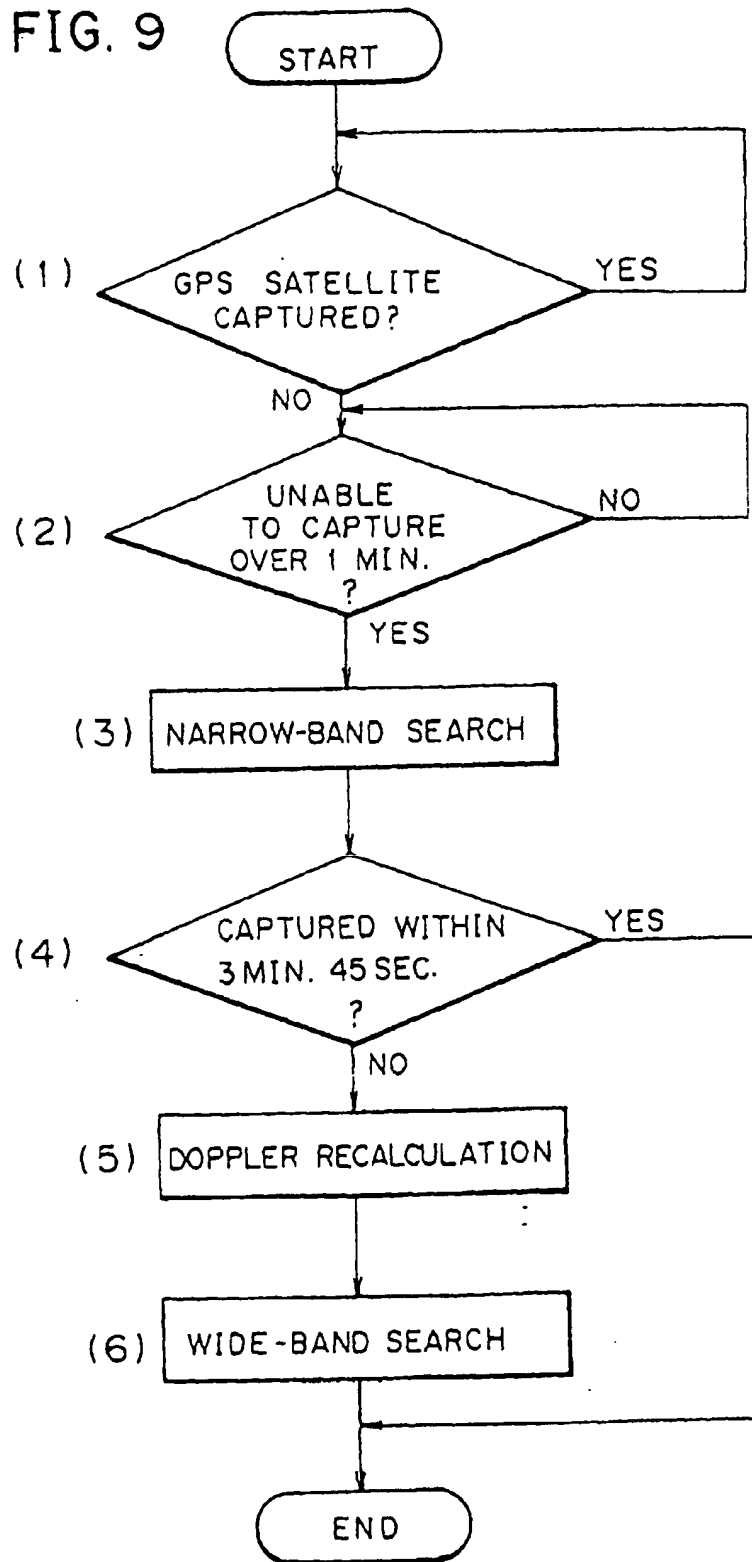 FIG. 9
START
(1)
GPS SATELLITE
CAPTURED?
YES
NO
(2)
UNABLE
TO CAPTURE
OVER 1 MIN.
?
NO
YES
(3)
NARROW-BAND SEARCH
(4)
CAPTURED WITHIN
3 MIN. 45 SEC.
?
YES
NO
(5)
DOPPLER RECALCULATION
(6)
WIDE-BAND SEARCH
END